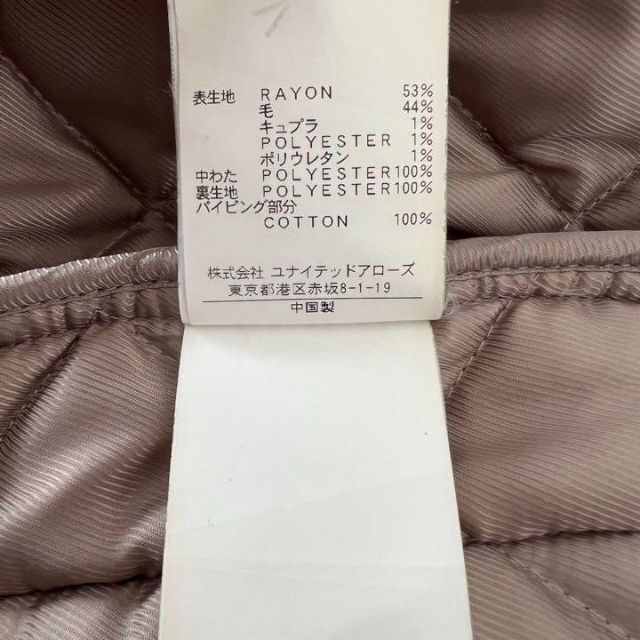 表生地 RAYON 53%
毛 44%
キュプラ 1%
POLYESTER 1%
ポリウレタン 1%
中わた POLYESTER100%
裏生地 POLYESTER100%
パイピング部分
COTTON 100%
株式会社 ユナイテッドアローズ
東京都港区赤坂8-1-19
中国製